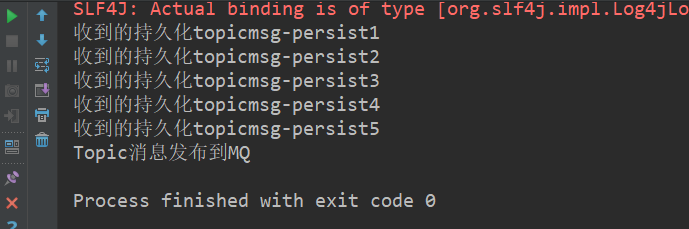 SLF4J: Actual binding is of type [org.slf4j.impl.Log4jLo
收到的持久化topicmsg-persist1
收到的持久化topicmsg-persist2
收到的持久化topicmsg-persist3
收到的持久化topicmsg-persist4
收到的持久化topicmsg-persist5
Topic消息发布到MQ
Process finished with exit code 0